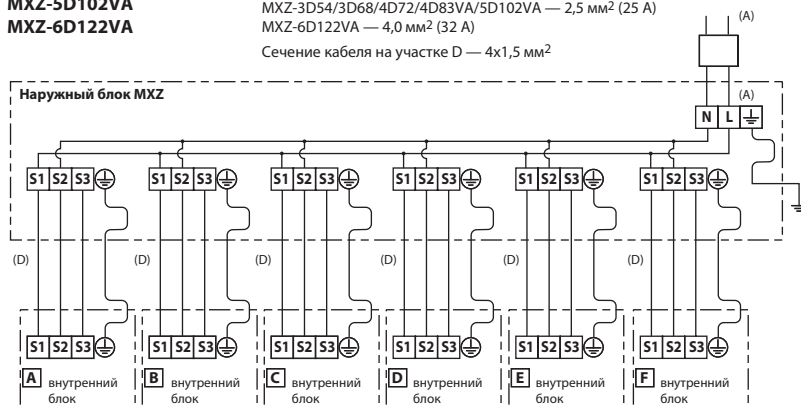 MXZ-5D102VA
MXZ-6D122VA
MXZ-3D54/3D68/4D72/4D83VA/5D102VA — 2,5 мм² (25 А)
MXZ-6D122VA — 4,0 мм² (32 А)
Сечение кабеля на участке D — 4х1,5 мм²
(A)
Наружный блок MXZ
(A)
N L
S1 S2 S3 S1 S2 S3 S1 S2 S3 S1 S2 S3 S1 S2 S3 S1 S2 S3
(D) (D) (D) (D) (D) (D)
S1 S2 S3 S1 S2 S3 S1 S2 S3 S1 S2 S3 S1 S2 S3 S1 S2 S3
A внутренний блок
B внутренний блок
C внутренний блок
D внутренний блок
E внутренний блок
F внутренний блок